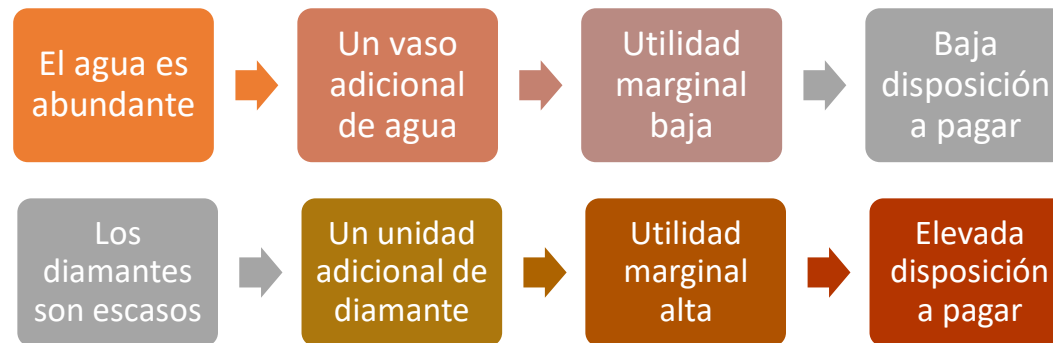 El agua es
abundante
Un vaso
adicional
de agua
Utilidad
marginal
baja
Baja
disposición
a pagar
Los
diamantes
son escasos
Un unidad
adicional de
diamante
Utilidad
marginal
alta
Elevada
disposición
a pagar